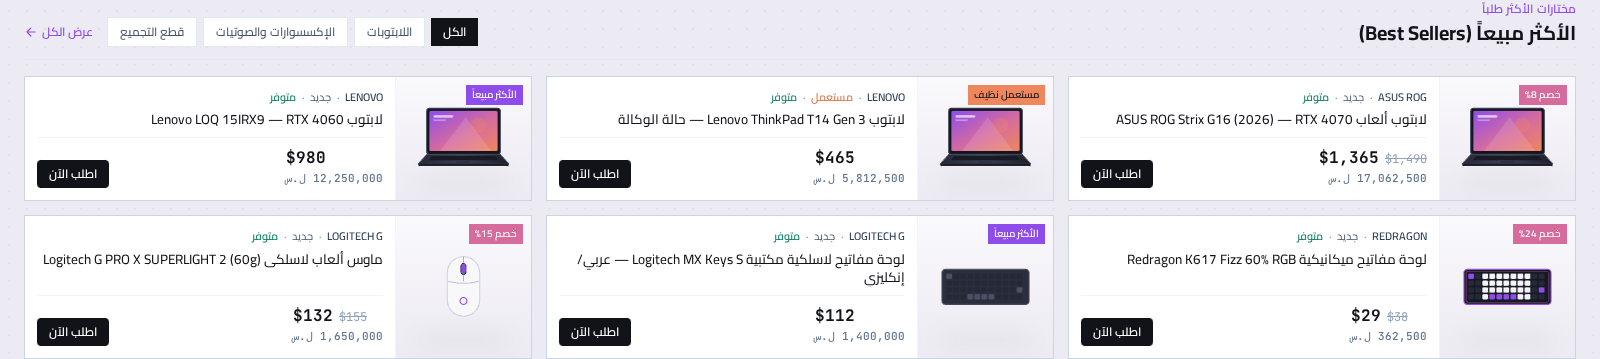 مختارات الأكثر طلباً
الأكثر مبيعاً (Best Sellers)
الكل
اللابتوبات
الإكسسوارات والصوتيات
قطع التجميع
عرض الكل ←
خصم 8%
ASUS ROG · جديد · متوفر
لابتوب ألعاب ASUS ROG Strix G16 (2026) — RTX 4070
$1,490 $1,365
17,062,500 ل.س
اطلب الآن
مستعمل نظيف
LENOVO · مستعمل · متوفر
لابتوب Lenovo ThinkPad T14 Gen 3 — حالة الوكالة
$465
5,812,500 ل.س
اطلب الآن
الأكثر مبيعاً
LENOVO · جديد · متوفر
لابتوب Lenovo LOQ 15IRX9 — RTX 4060
$980
12,250,000 ل.س
اطلب الآن
خصم 24%
REDRAGON · جديد · متوفر
لوحة مفاتيح ميكانيكية Redragon K617 Fizz 60% RGB
$38 $29
362,500 ل.س
اطلب الآن
الأكثر مبيعاً
LOGITECH G · جديد · متوفر
لوحة مفاتيح لاسلكية مكتبية Logitech MX Keys S — عربي/
إنكليزي
$112
1,400,000 ل.س
اطلب الآن
خصم 15%
LOGITECH G · جديد · متوفر
ماوس ألعاب لاسلكي Logitech G PRO X SUPERLIGHT 2 (60g)
$155 $132
1,650,000 ل.س
اطلب الآن